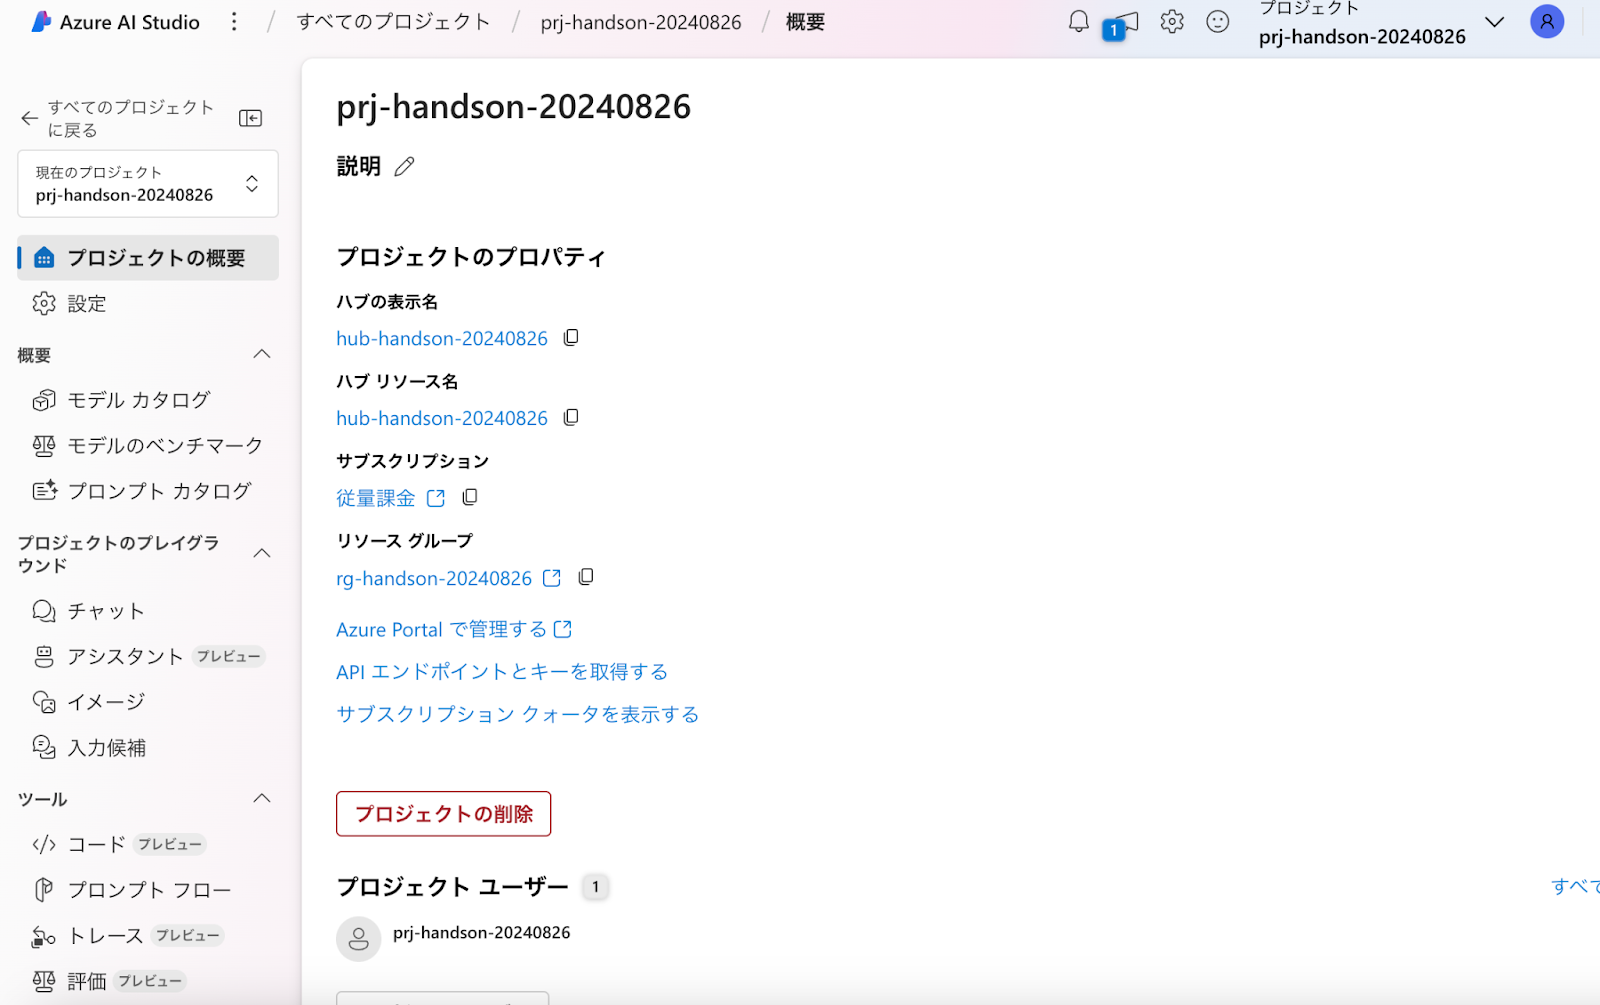 Azure AI Studio
/ すべてのプロジェクト / prj-handson-20240826 / 概要
1
プロジェクト
prj-handson-20240826
すべてのプロジェクト
に戻る
現在のプロジェクト
prj-handson-20240826
プロジェクトの概要
設定
概要
モデル カタログ
モデルのベンチマーク
プロンプト カタログ
プロジェクトのプレイグラ
ウンド
チャット
アシスタント プレビュー
イメージ
入力候補
ツール
コード プレビュー
プロンプト フロー
トレース プレビュー
評価 プレビュー
prj-handson-20240826
説明
プロジェクトのプロパティ
ハブの表示名
hub-handson-20240826
ハブ リソース名
hub-handson-20240826
サブスクリプション
従量課金
リソース グループ
rg-handson-20240826
Azure Portal で管理する
API エンドポイントとキーを取得する
サブスクリプション クォータを表示する
プロジェクトの削除
プロジェクト ユーザー 1
すべて
prj-handson-20240826